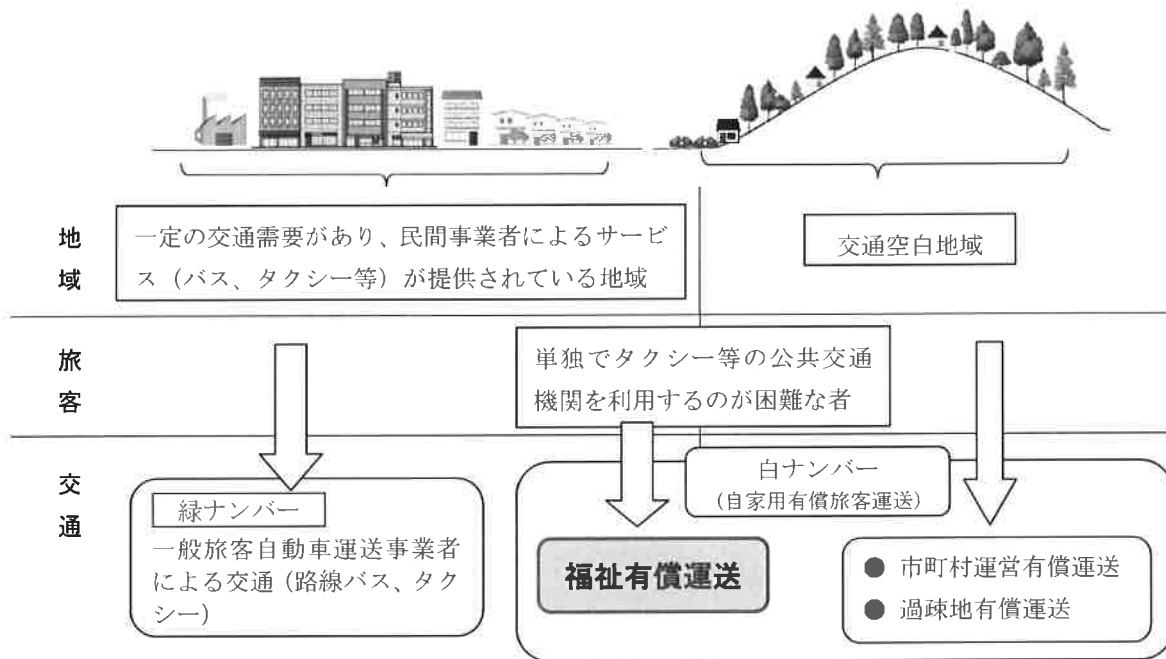 地域
一定の交通需要があり、民間事業者によるサービ
ス（バス、タクシー等）が提供されている地域
交通空白地域
旅客
単独でタクシー等の公共交通
機関を利用するのが困難な者
交通
緑ナンバー
一般旅客自動車運送事業者
による交通（路線バス、タク
シー）
白ナンバー
（自家用有償旅客運送）
福祉有償運送
● 市町村運営有償運送
● 過疎地有償運送